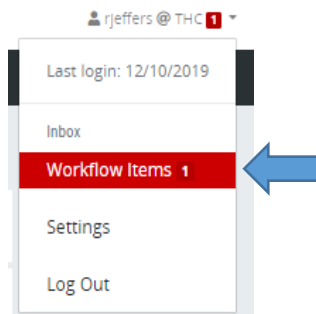 rjeffers @ THC 1
Last login: 12/10/2019
Inbox
Workflow Items 1
Settings
Log Out